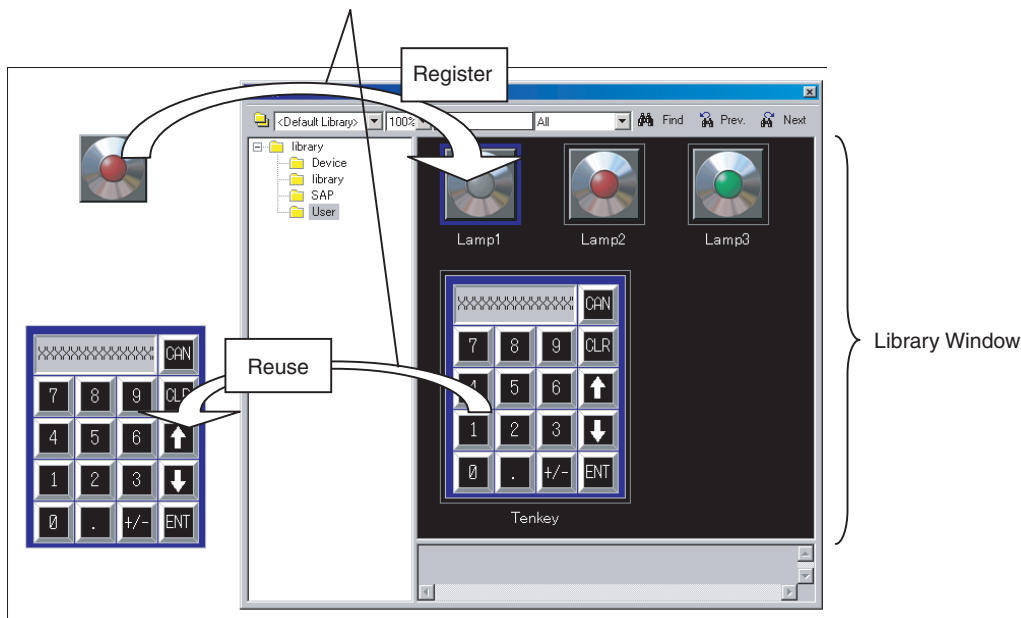 Register
<Default Library> 100% All Find Prev. Next
library
Device
library
SAP
User
Lamp1 Lamp2 Lamp3
XXXXXXXXXXX CAN
7 8 9 CLR
4 5 6
1 2 3
0 . +/- ENT
Tenkey
Library Window
Reuse
XXXXXXXXXXX CAN
7 8 9 CLR
4 5 6
1 2 3
0 . +/- ENT